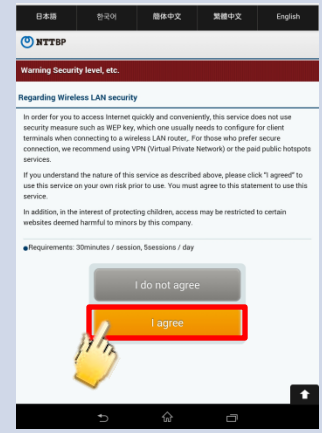 日本語 한국어 簡体中文 繁體中文 English
NTTBP
Warning Security level, etc.
Regarding Wireless LAN security
In order for you to access Internet quickly and conveniently, this service does not use
security measure such as WEP key, which one usually needs to configure for client
terminals when connecting to a wireless LAN router,. For those who prefer secure
connection, we recommend using VPN (Virtual Private Network) or the paid public hotspots
services.
If you understand the nature of this service as described above, please click "I agreed" to
use this service on your own risk prior to use. You must agree to this statement to use this
service.
In addition, in the interest of protecting children, access may be restricted to certain
websites deemed harmful to minors by this company.
●Requirements: 30minutes / session, 5sessions / day
I do not agree
I agree